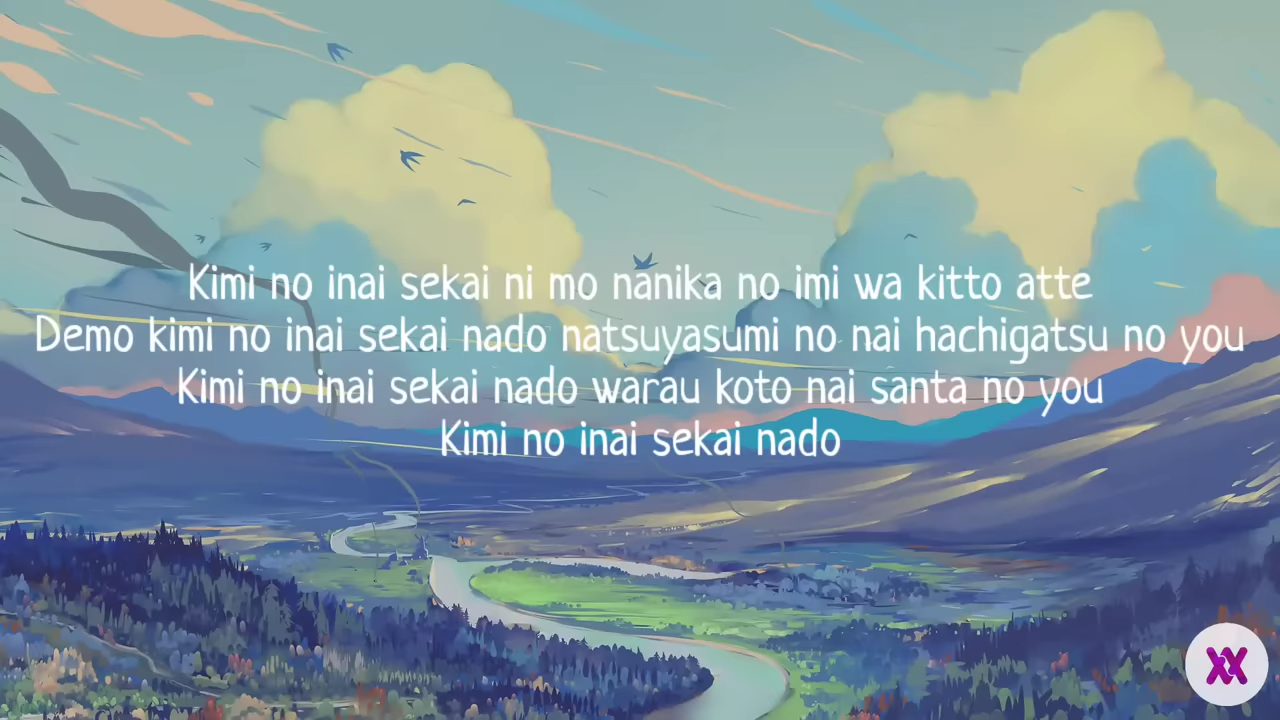 Kimi no inai sekai ni mo nanika no imi wa kitto atte
Demo kimi no inai sekai nado natsuyasumi no nai hachigatsu no you
Kimi no inai sekai nado warau koto nai santa no you
Kimi no inai sekai nado